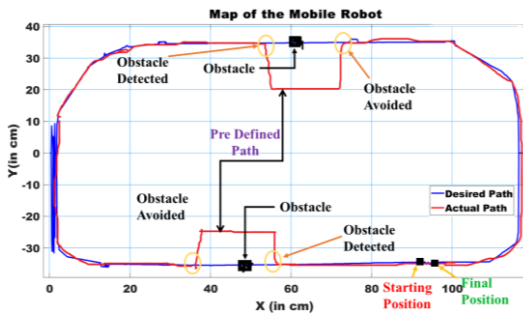 Map of the Mobile Robot
40
30
20
10
0
-10
-20
-30
Y(in cm)
Obstacle
Detected
Obstacle
Obstacle
Avoided
Pre Defined
Path
Obstacle
Avoided
Obstacle
Obstacle
Detected
Desired Path
Actual Path
0
20
40
60
80
100
X (in cm)
Starting
Position
Final
Position